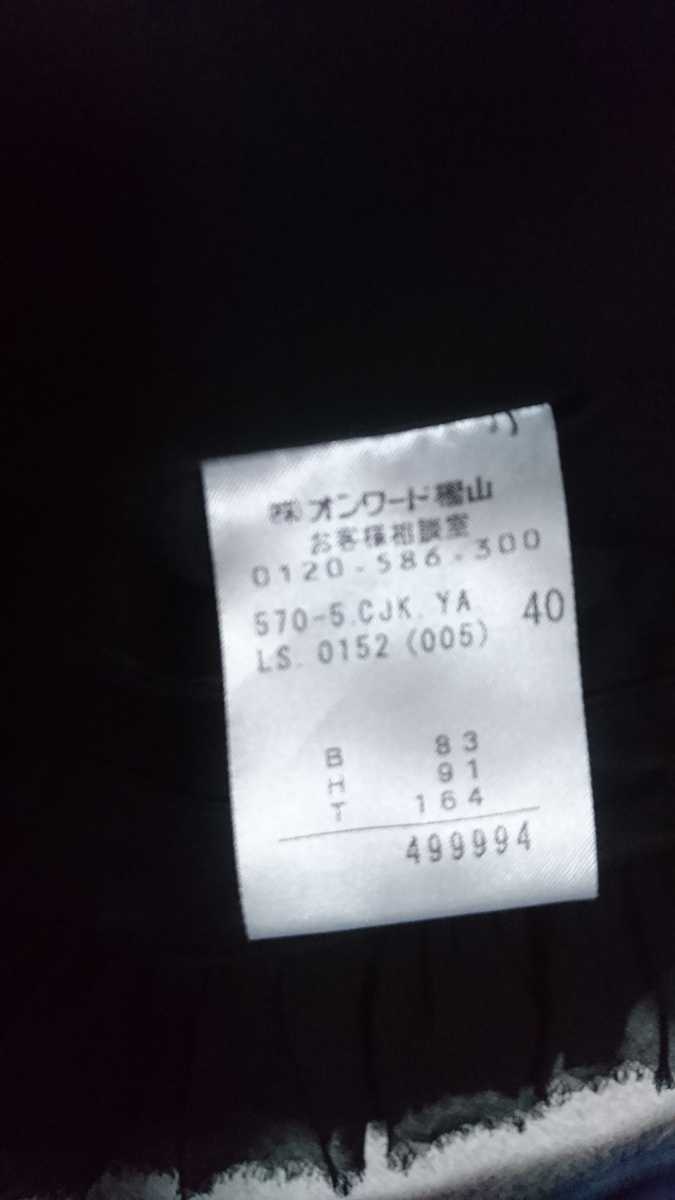 ㈱オンワード樫山
お客様相談室
0120-586-300
570-5.CJK.YA 40
LS. 0152 (005)
B 83
H 91
T 164
499994